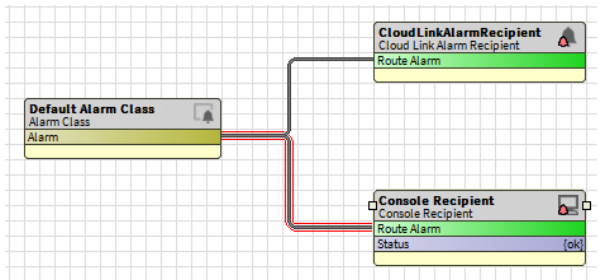 CloudLinkAlarmRecipient
Cloud Link Alarm Recipient
Route Alarm
Default Alarm Class
Alarm Class
Alarm
Console Recipient
Console Recipient
Route Alarm
Status {ok}